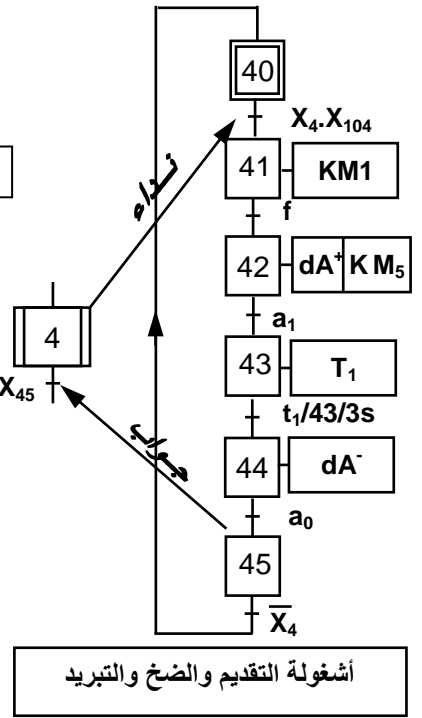 40
X₄.X₁₀₄
41 KM1
نداء
f
42 dA⁺ K M₅
a₁
4
43 T₁
X₄₅
t₁/43/3s
جواب
44 dA⁻
a₀
45
X̅₄
أشغولة التقديم والضخ والتبريد